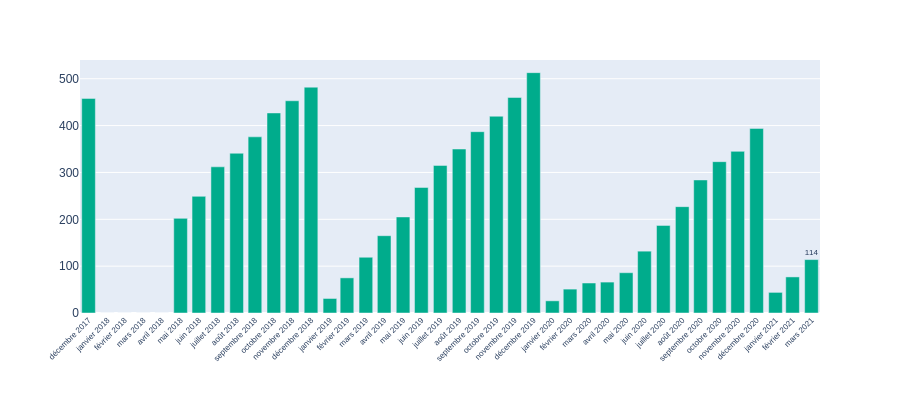 500
400
300
200
100
0
114
décembre 2017
janvier 2018
février 2018
mars 2018
avril 2018
mai 2018
juin 2018
juillet 2018
août 2018
septembre 2018
octobre 2018
novembre 2018
décembre 2018
janvier 2019
février 2019
mars 2019
avril 2019
mai 2019
juin 2019
juillet 2019
août 2019
septembre 2019
octobre 2019
novembre 2019
décembre 2019
janvier 2020
février 2020
mars 2020
avril 2020
mai 2020
juin 2020
juillet 2020
août 2020
septembre 2020
octobre 2020
novembre 2020
décembre 2020
janvier 2021
février 2021
mars 2021